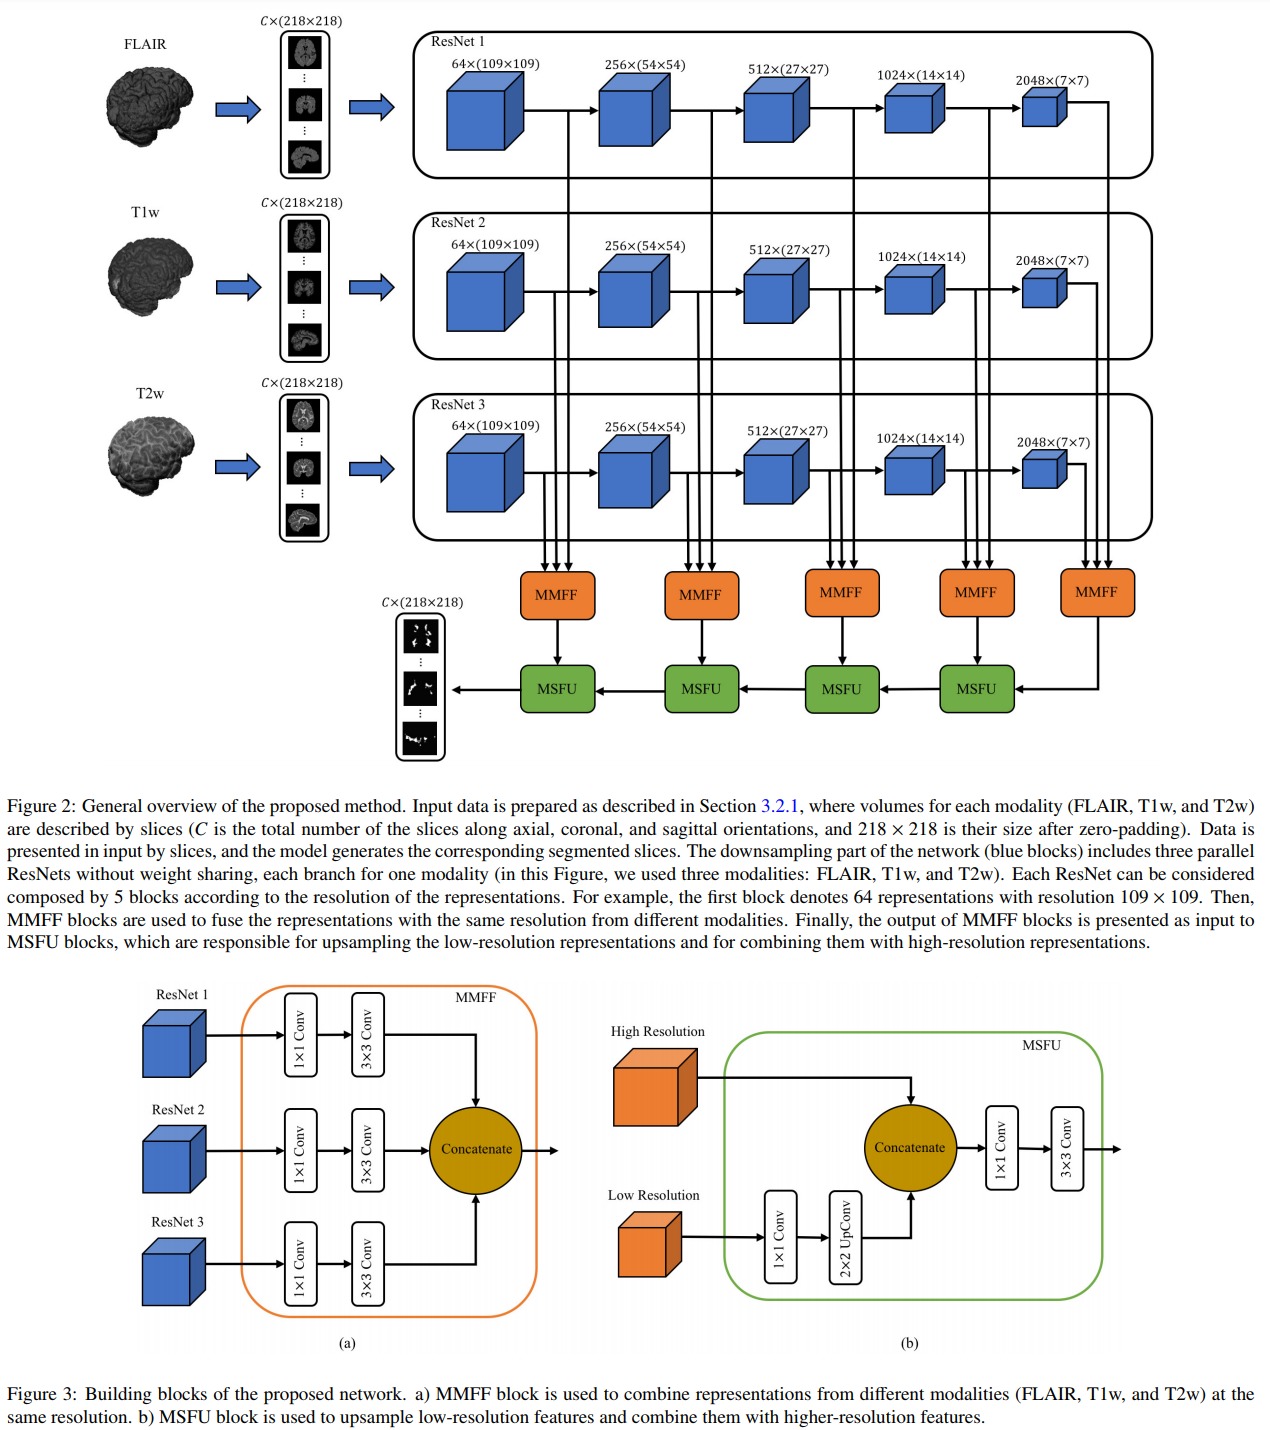 C×(218×218)
FLAIR
ResNet 1
64×(109×109)
256×(54×54)
512×(27×27)
1024×(14×14)
2048×(7×7)
C×(218×218)
T1w
ResNet 2
64×(109×109)
256×(54×54)
512×(27×27)
1024×(14×14)
2048×(7×7)
C×(218×218)
T2w
ResNet 3
64×(109×109)
256×(54×54)
512×(27×27)
1024×(14×14)
2048×(7×7)
MMFF
MMFF
MMFF
MMFF
MMFF
C×(218×218)
MSFU
MSFU
MSFU
MSFU
Figure 2: General overview of the proposed method. Input data is prepared as described in Section 3.2.1, where volumes for each modality (FLAIR, T1w, and T2w)
are described by slices (C is the total number of the slices along axial, coronal, and sagittal orientations, and 218 × 218 is their size after zero-padding). Data is
presented in input by slices, and the model generates the corresponding segmented slices. The downsampling part of the network (blue blocks) includes three parallel
ResNets without weight sharing, each branch for one modality (in this Figure, we used three modalities: FLAIR, T1w, and T2w). Each ResNet can be considered
composed by 5 blocks according to the resolution of the representations. For example, the first block denotes 64 representations with resolution 109 × 109. Then,
MMFF blocks are used to fuse the representations with the same resolution from different modalities. Finally, the output of MMFF blocks is presented as input to
MSFU blocks, which are responsible for upsampling the low-resolution representations and for combining them with high-resolution representations.
ResNet 1
MMFF
1×1 Conv
3×3 Conv
ResNet 2
1×1 Conv
3×3 Conv
Concatenate
ResNet 3
1×1 Conv
3×3 Conv
(a)
High Resolution
MSFU
Concatenate
1×1 Conv
3×3 Conv
Low Resolution
1×1 Conv
2×2 UpConv
(b)
Figure 3: Building blocks of the proposed network. a) MMFF block is used to combine representations from different modalities (FLAIR, T1w, and T2w) at the
same resolution. b) MSFU block is used to upsample low-resolution features and combine them with higher-resolution features.